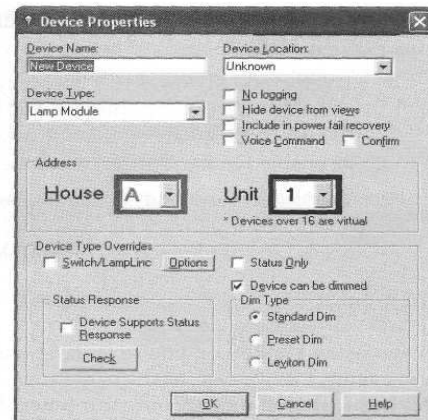 Device Properties
Device Name:
New Device
Device Location:
Unknown
Device Type:
Lamp Module
No logging
Hide device from views
Include in power fail recovery
Voice Command
Confirm
Address
House
A
Unit
1
* Devices over 16 are virtual
Device Type Overrides
Switch/LampLinc
Options
Status Only
Device can be dimmed
Status Response
Device Supports Status
Response
Check
Dim Type
Standard Dim
Preset Dim
Leviton Dim
OK
Cancel
Help